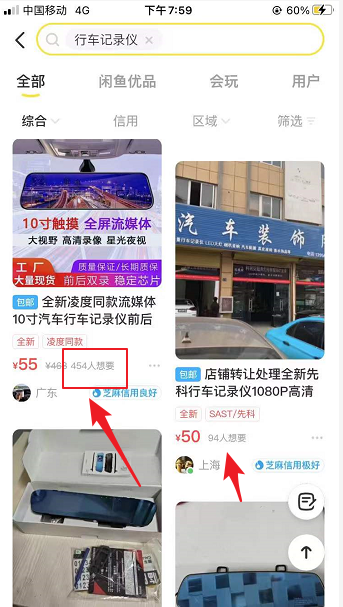 中国移动 4G
下午 7:59
60%
行车记录仪
全部 闲鱼优品 会玩 用户
综合 信用 区域 筛选
10寸触摸 全屏流媒体
大视野 高清录像 星光夜视
工厂 质量保证/长期质保
大量现货 前后双录 稳定芯片
包邮 全新凌度同款流媒体
10寸汽车行车记录仪前后
全新 凌度同款
¥55 454人想要
广东 芝麻信用良好
汽车装饰
包邮 店铺转让处理全新先
科行车记录仪1080P高清
全新 SAST/先科
¥50 94人想要
上海 芝麻信用极好